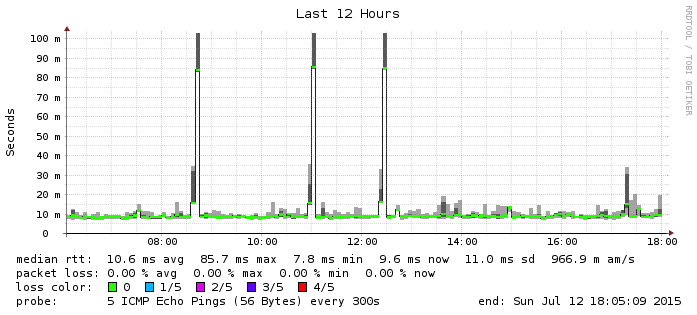 Last 12 Hours
RRDTOOL / TOBI OETIKER
Seconds
100 m
90 m
80 m
70 m
60 m
50 m
40 m
30 m
20 m
10 m
0
08:00 10:00 12:00 14:00 16:00 18:00
median rtt: 10.6 ms avg 85.7 ms max 7.8 ms min 9.6 ms now 11.0 ms sd 966.9 m am/s
packet loss: 0.00 % avg 0.00 % max 0.00 % min 0.00 % now
loss color: 0 1/5 2/5 3/5 4/5
probe: 5 ICMP Echo Pings (56 Bytes) every 300s end: Sun Jul 12 18:05:09 2015